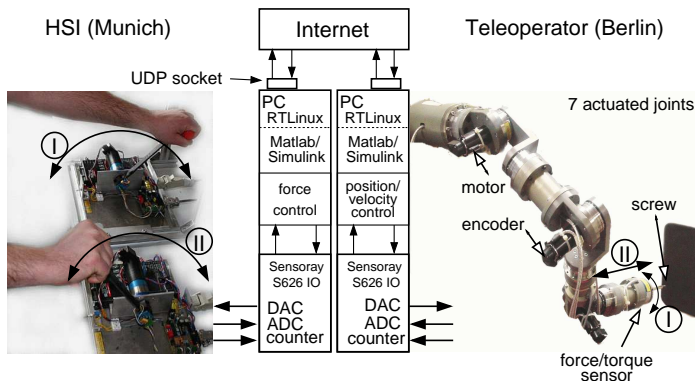 HSI (Munich)
Internet
Teleoperator (Berlin)
UDP socket
PC
RTLinux
Matlab/
Simulink
force
control
Sensoray
S626 IO
DAC
ADC
counter
PC
RTLinux
Matlab/
Simulink
position/
velocity
control
Sensoray
S626 IO
DAC
ADC
counter
I
II
7 actuated joints
motor
encoder
screw
II
I
force/torque
sensor